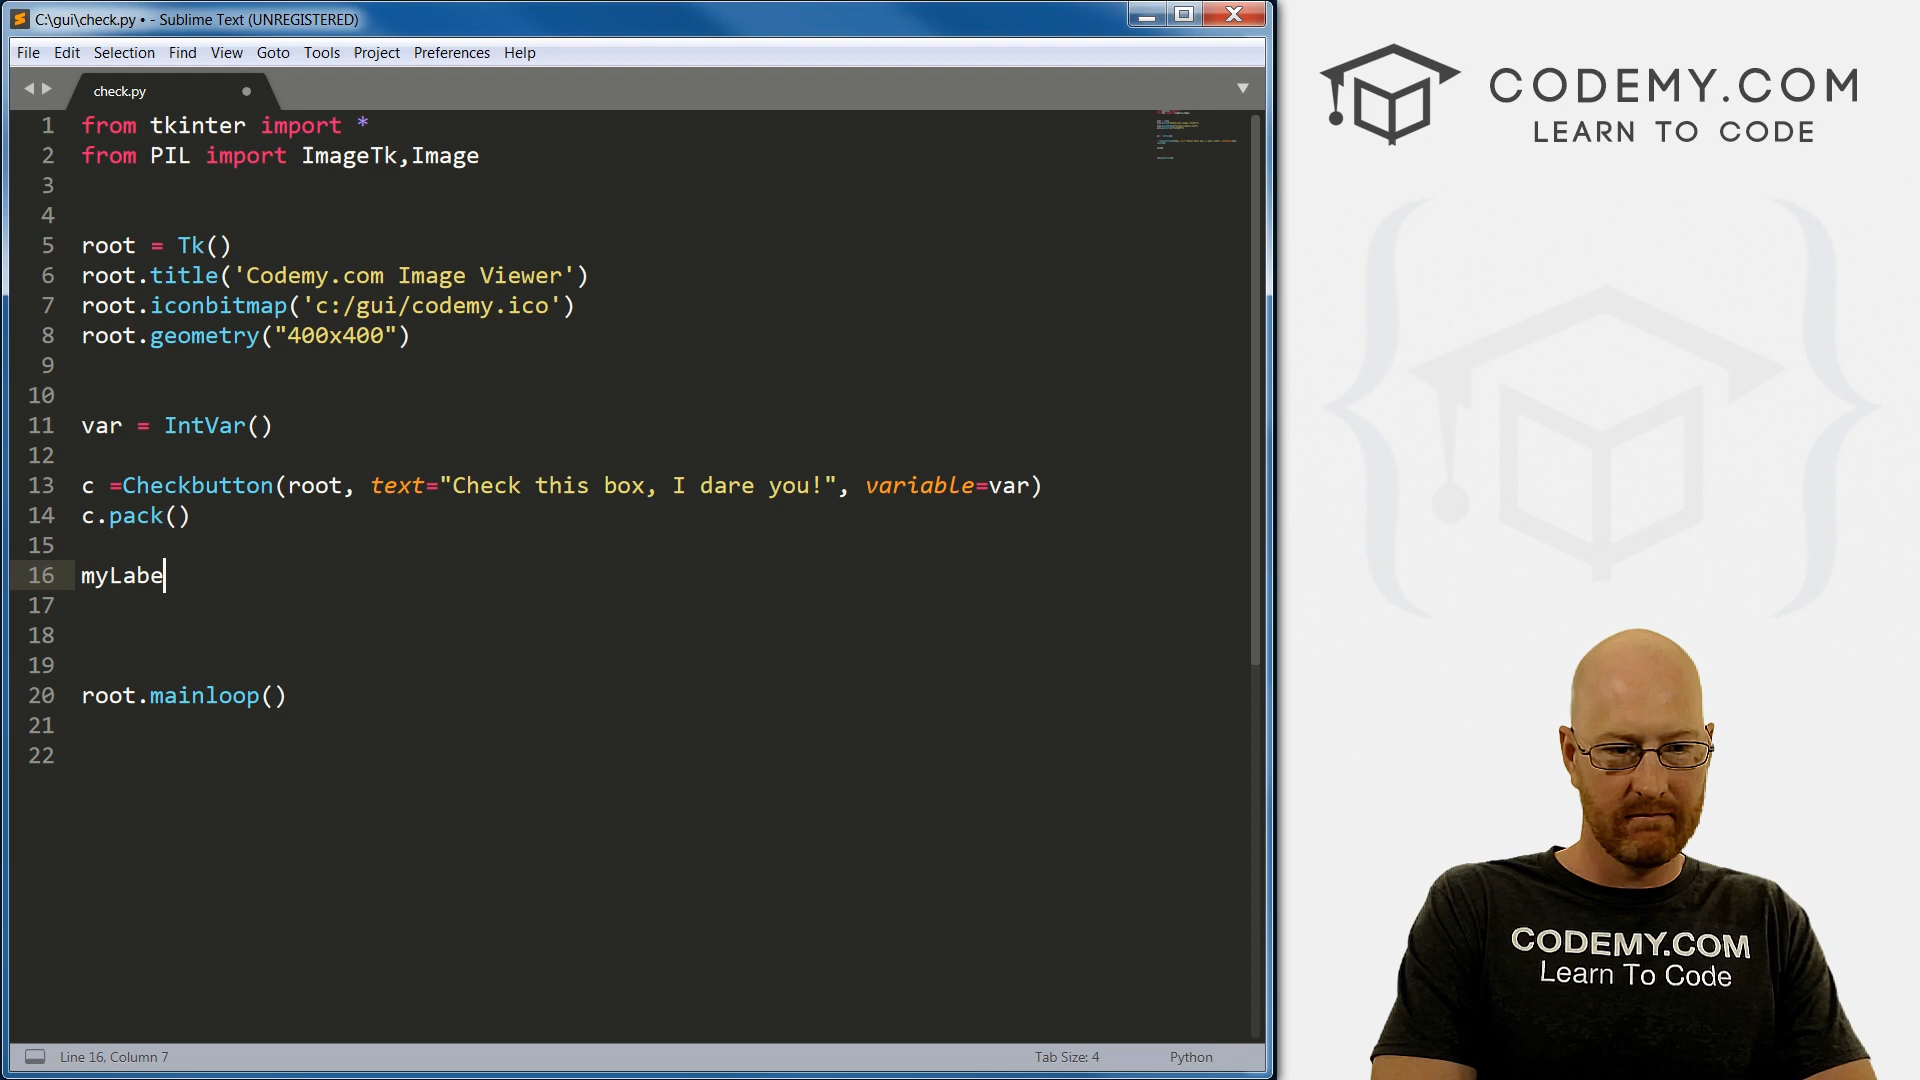 C:\gui\check.py • - Sublime Text (UNREGISTERED)
File Edit Selection Find View Goto Tools Project Preferences Help
check.py
1 from tkinter import *
2 from PIL import ImageTk,Image
3
4
5 root = Tk()
6 root.title('Codemy.com Image Viewer')
7 root.iconbitmap('c:/gui/codemy.ico')
8 root.geometry("400x400")
9
10
11 var = IntVar()
12
13 c =Checkbutton(root, text="Check this box, I dare you!", variable=var)
14 c.pack()
15
16 myLabe
17
18
19
20 root.mainloop()
21
22
Line 16, Column 7
Tab Size: 4
Python
CODEMY.COM
LEARN TO CODE
CODEMY.COM
Learn To Code